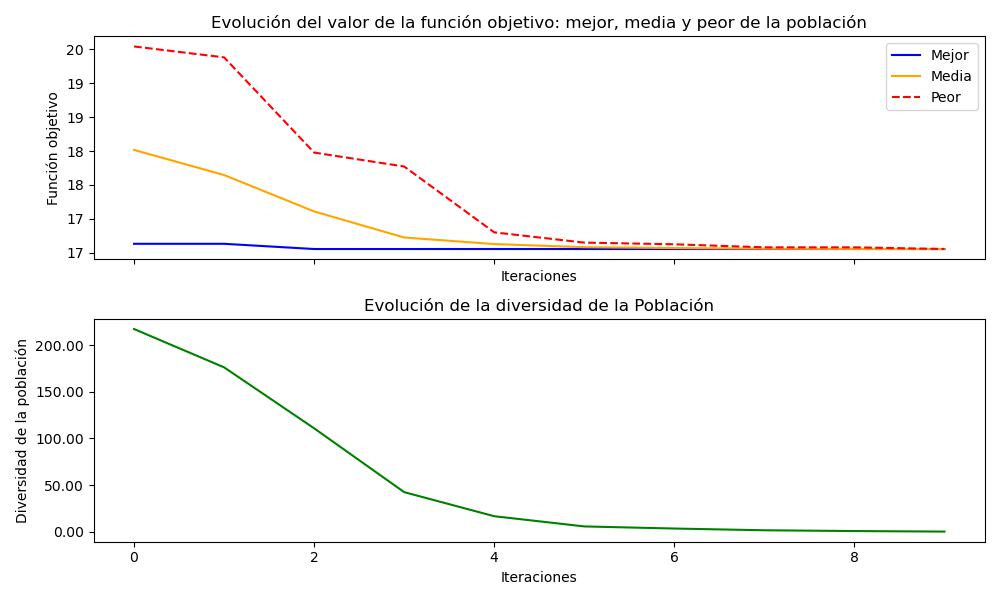 Evolución del valor de la función objetivo: mejor, media y peor de la población
20
19
19
18
18
17
17
Función objetivo
Mejor
Media
Peor
Iteraciones
Evolución de la diversidad de la Población
200.00
150.00
100.00
50.00
0.00
Diversidad de la población
0 2 4 6 8
Iteraciones